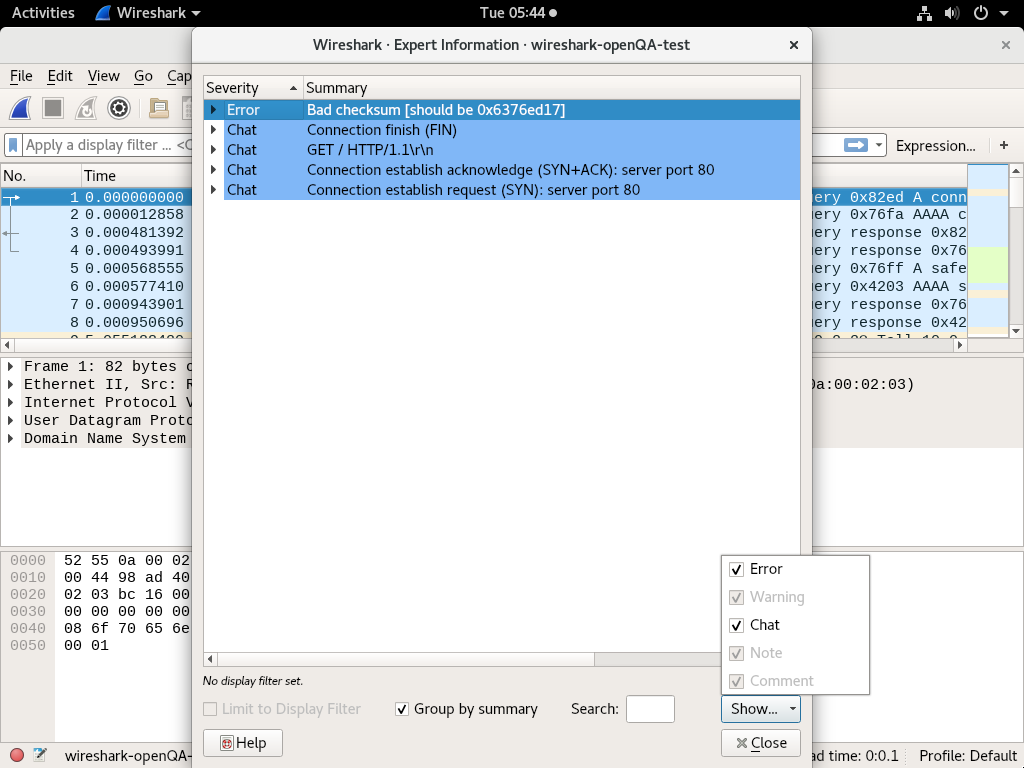 Activities Wireshark Tue 05:44
Wireshark · Expert Information · wireshark-openQA-test
File Edit View Go Cap
Apply a display filter ... <C
Expression... +
Severity Summary
Error Bad checksum [should be 0x6376ed17]
Chat Connection finish (FIN)
Chat GET / HTTP/1.1\r\n
Chat Connection establish acknowledge (SYN+ACK): server port 80
Chat Connection establish request (SYN): server port 80
No. Time
1 0.000000000 uery 0x82ed A conn
2 0.000012858 uery 0x76fa AAAA c
3 0.000481392 uery response 0x82
4 0.000493991 uery response 0x76
5 0.000568555 uery 0x76ff A safe
6 0.000577410 uery 0x4203 AAAA s
7 0.000943901 uery response 0x76
8 0.000950696 uery response 0x42
Frame 1: 82 bytes
Ethernet II, Src: R 0a:00:02:03)
Internet Protocol V
User Datagram Proto
Domain Name System
0000 52 55 0a 00 02
0010 00 44 98 ad 40
0020 02 03 bc 16 00
0030 00 00 00 00 00
0040 08 6f 70 65 6e
0050 00 01
Error
Warning
Chat
Note
Comment
No display filter set.
Limit to Display Filter Group by summary Search: Show...
Help Close
wireshark-openQA- ad time: 0:0.1 Profile: Default